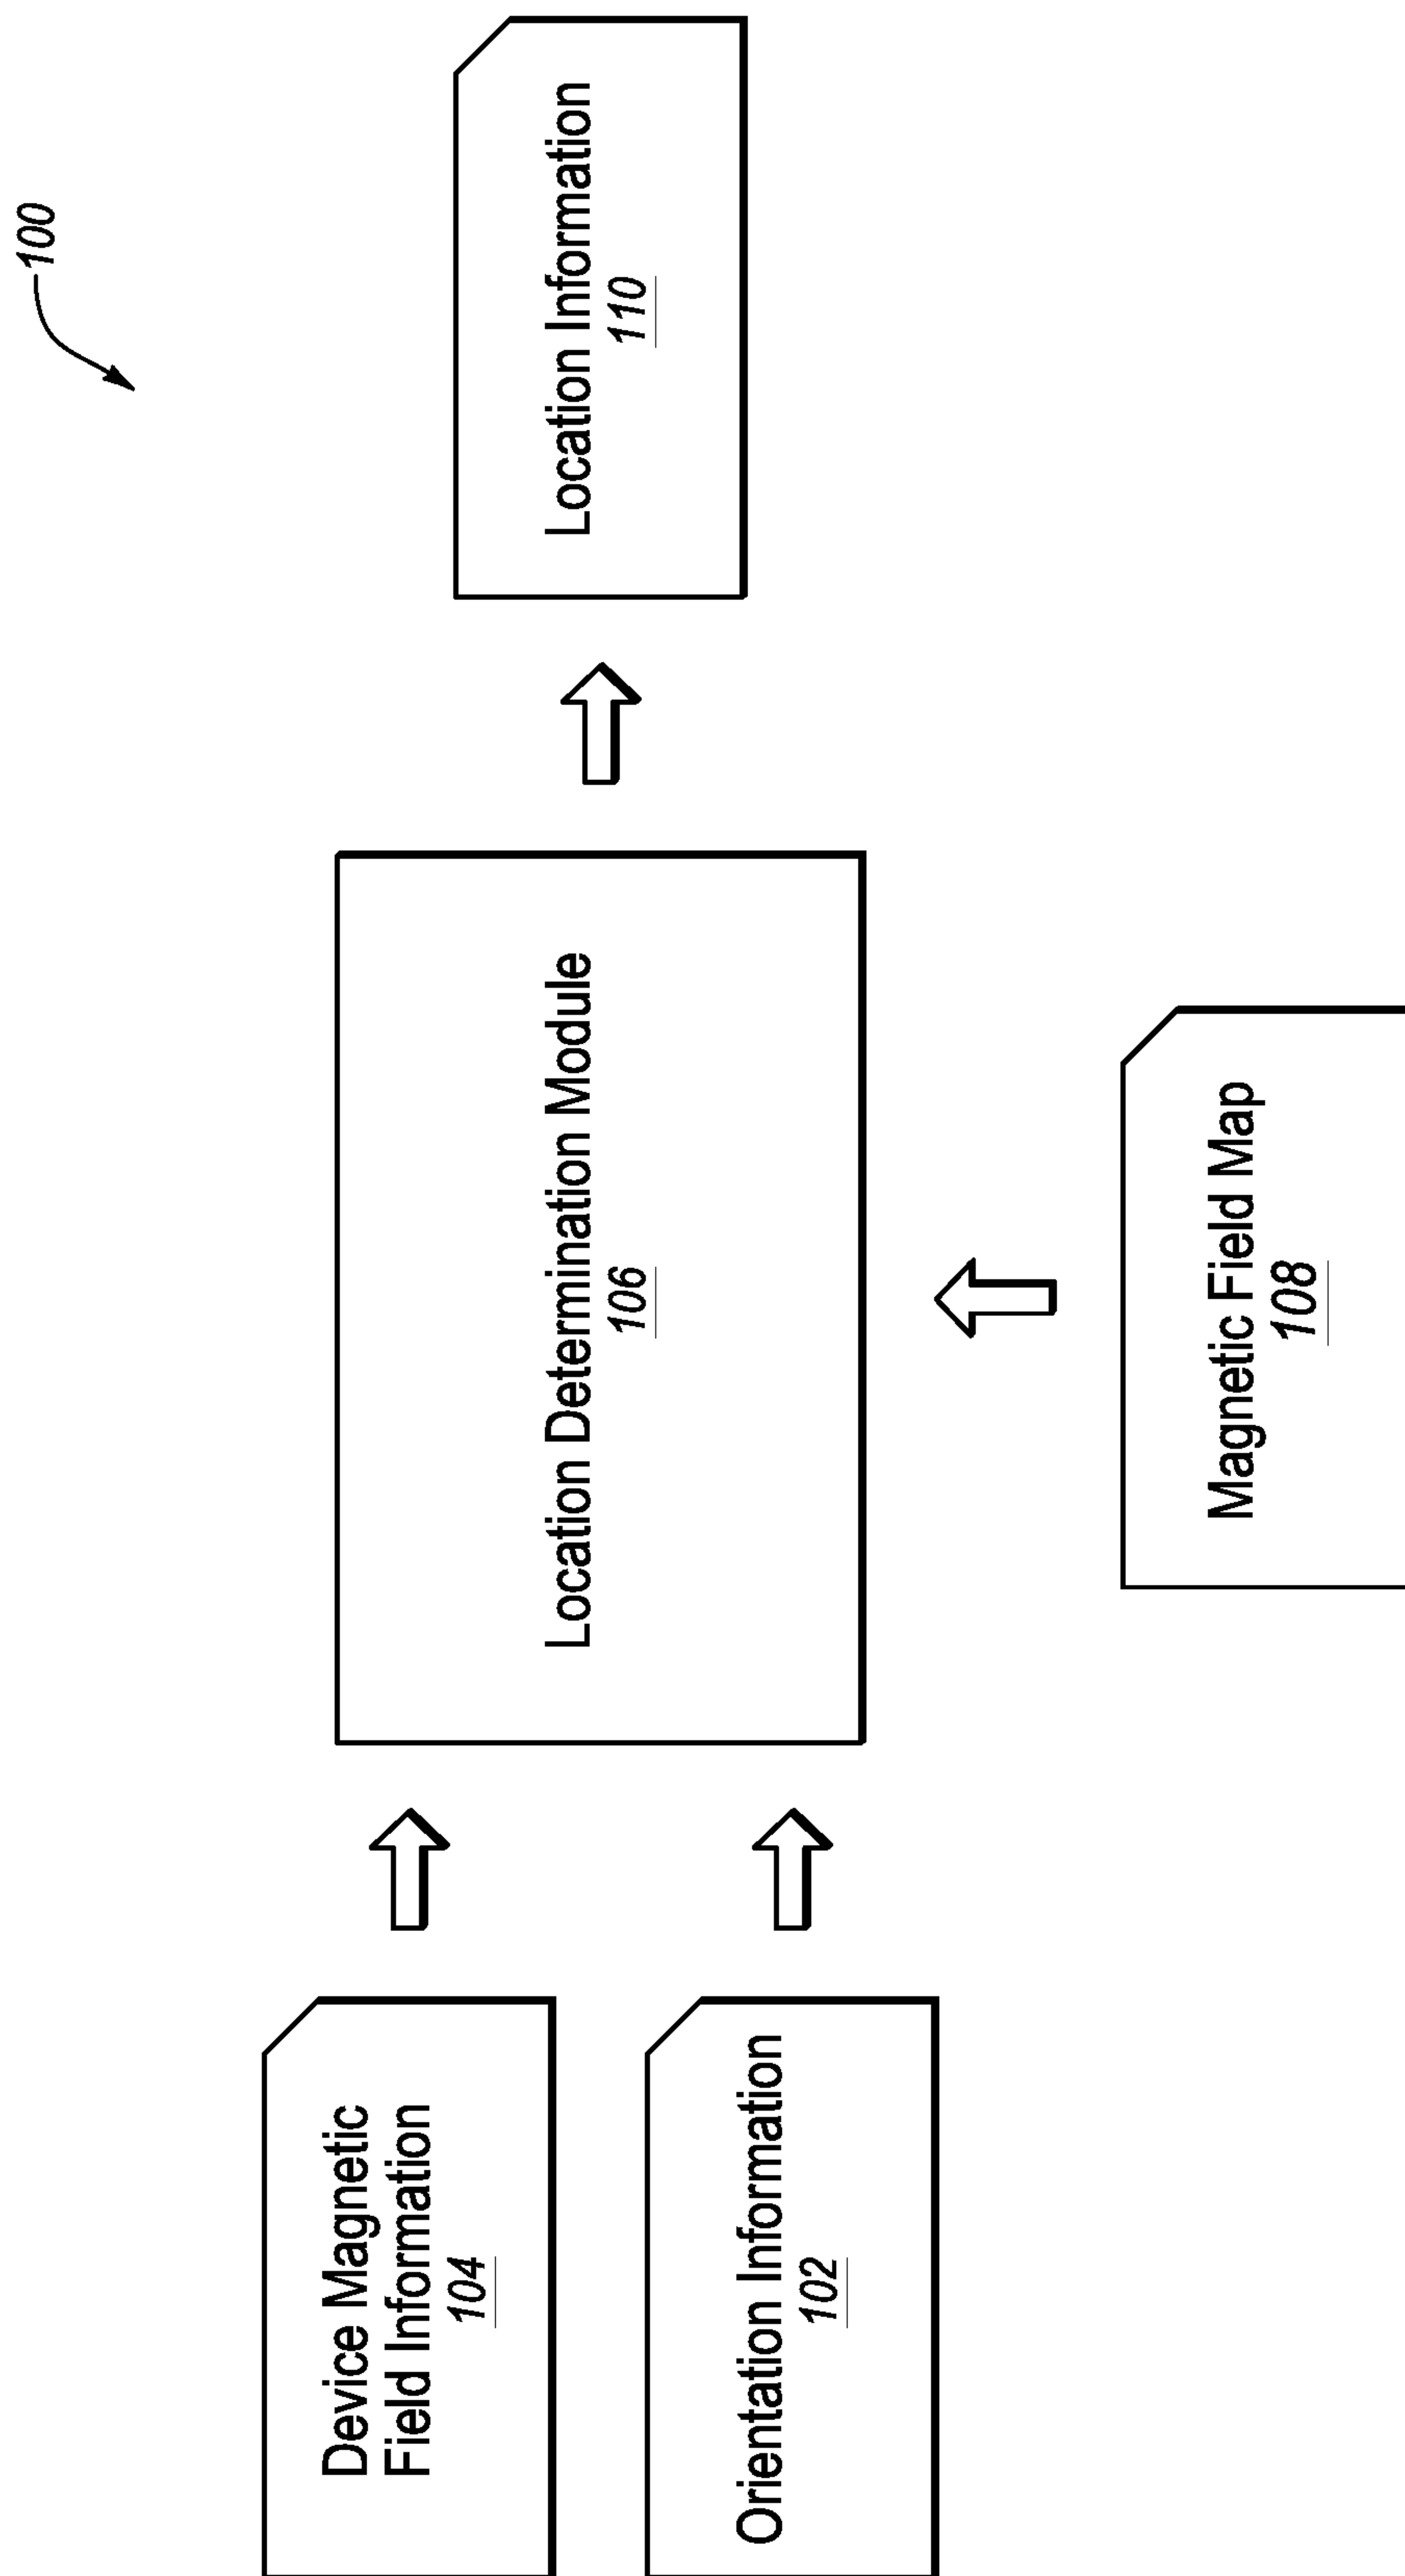 100
Device Magnetic
Field Information
104
Orientation Information
102
Location Determination Module
106
Location Information
110
Magnetic Field Map
108